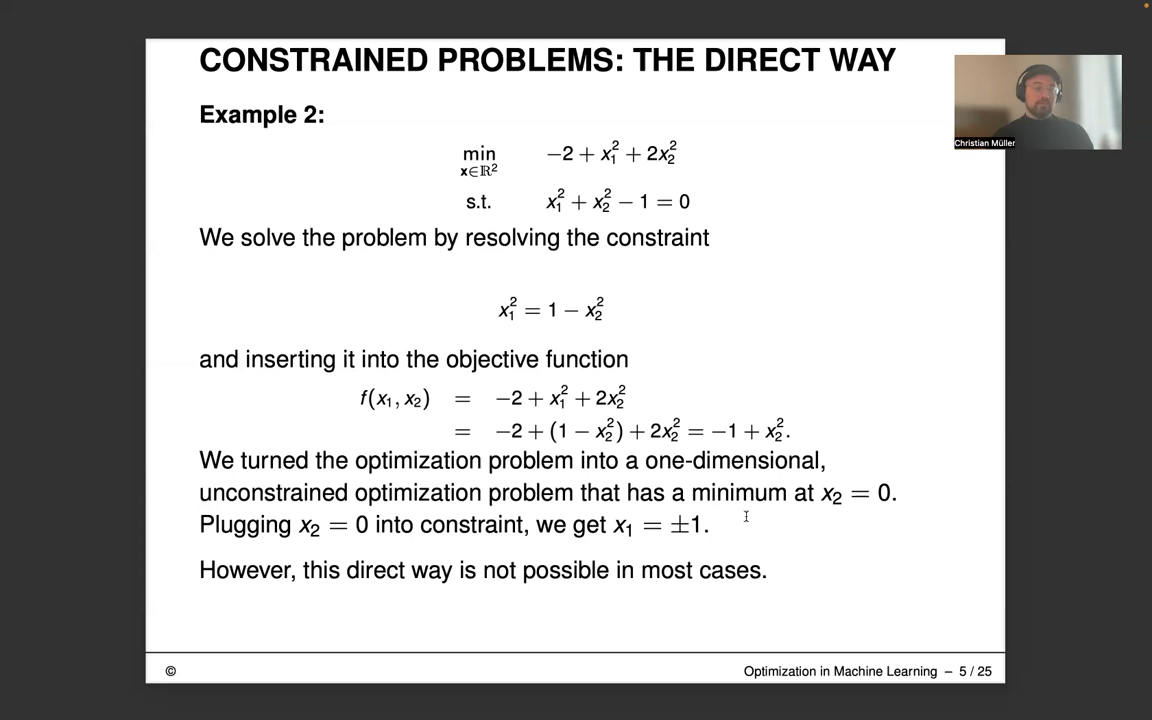 CONSTRAINED PROBLEMS: THE DIRECT WAY
Christian Müller
Example 2:
min x∈ℝ² −2 + x₁² + 2x₂²
s.t. x₁² + x₂² − 1 = 0
We solve the problem by resolving the constraint
x₁² = 1 − x₂²
and inserting it into the objective function
f(x₁, x₂) = −2 + x₁² + 2x₂²
= −2 + (1 − x₂²) + 2x₂² = −1 + x₂².
We turned the optimization problem into a one-dimensional,
unconstrained optimization problem that has a minimum at x₂ = 0.
Plugging x₂ = 0 into constraint, we get x₁ = ±1.
However, this direct way is not possible in most cases.
©
Optimization in Machine Learning – 5 / 25